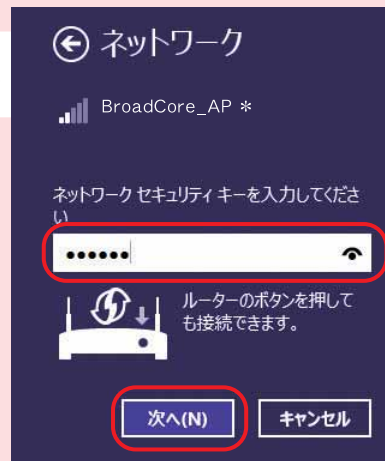 ネットワーク
BroadCore_AP *
ネットワーク セキュリティ キーを入力してくださ
い
••••••
ルーターのボタンを押して
も接続できます。
次へ(N)
キャンセル